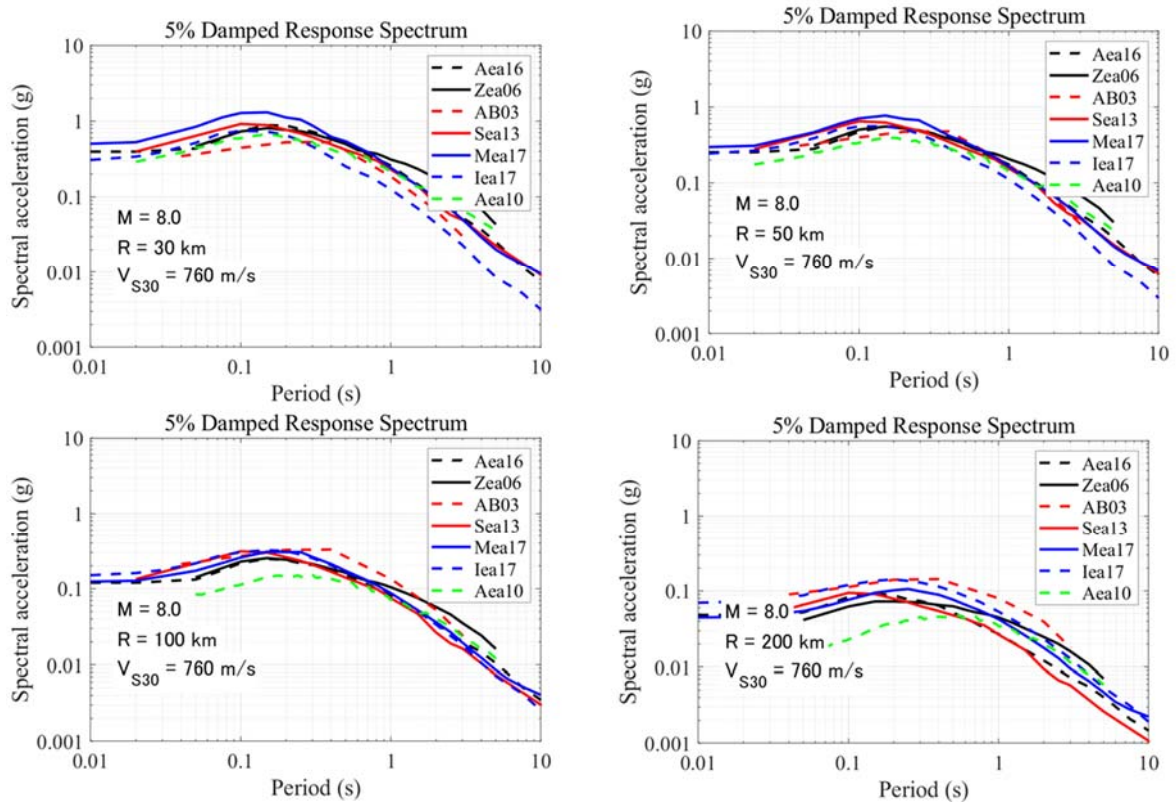 5% Damped Response Spectrum
10
1
0.1
0.01
0.001
Spectral acceleration (g)
Aea16
Zea06
AB03
Sea13
Mea17
Iea17
Aea10
M = 8.0
R = 30 km
V_S30 = 760 m/s
0.01 0.1 1 10
Period (s)
5% Damped Response Spectrum
10
1
0.1
0.01
0.001
Spectral acceleration (g)
Aea16
Zea06
AB03
Sea13
Mea17
Iea17
Aea10
M = 8.0
R = 50 km
V_S30 = 760 m/s
0.01 0.1 1 10
Period (s)
5% Damped Response Spectrum
10
1
0.1
0.01
0.001
Spectral acceleration (g)
Aea16
Zea06
AB03
Sea13
Mea17
Iea17
Aea10
M = 8.0
R = 100 km
V_S30 = 760 m/s
0.01 0.1 1 10
Period (s)
5% Damped Response Spectrum
10
1
0.1
0.01
0.001
Spectral acceleration (g)
Aea16
Zea06
AB03
Sea13
Mea17
Iea17
Aea10
M = 8.0
R = 200 km
V_S30 = 760 m/s
0.01 0.1 1 10
Period (s)